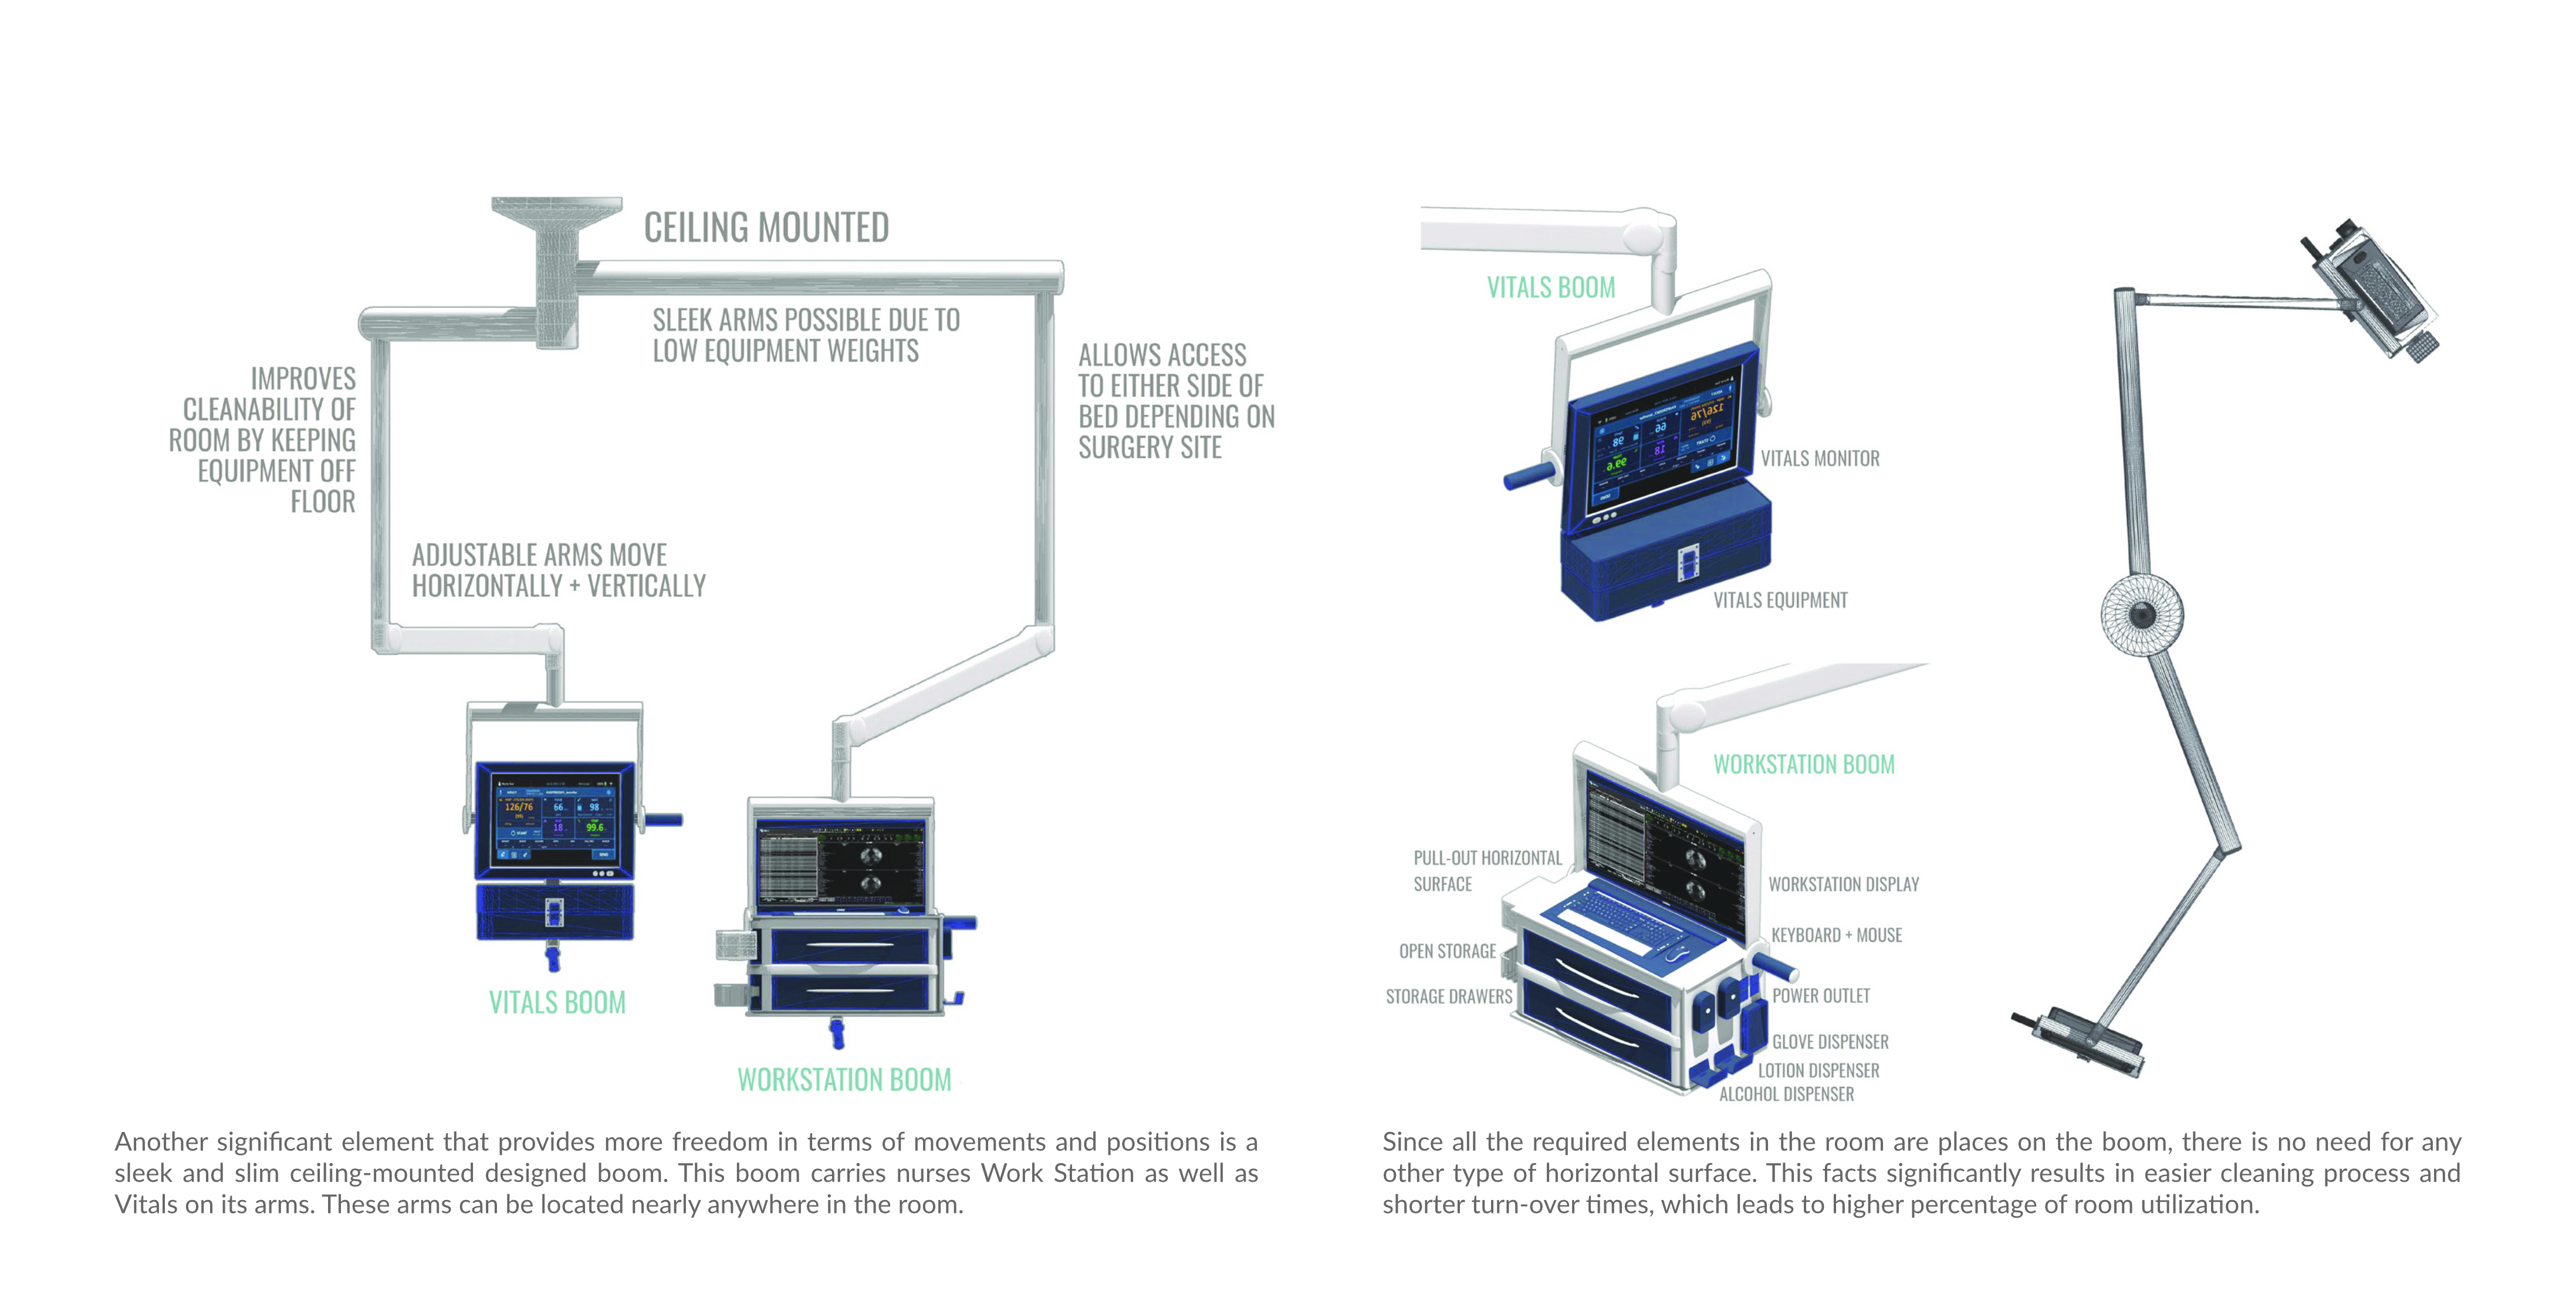 CEILING MOUNTED
SLEEK ARMS POSSIBLE DUE TO
LOW EQUIPMENT WEIGHTS
ALLOWS ACCESS
TO EITHER SIDE OF
BED DEPENDING ON
SURGERY SITE
IMPROVES
CLEANABILITY OF
ROOM BY KEEPING
EQUIPMENT OFF
FLOOR
ADJUSTABLE ARMS MOVE
HORIZONTALLY + VERTICALLY
126/76
66
98
18
99.6
VITALS BOOM
WORKSTATION BOOM
Another significant element that provides more freedom in terms of movements and positions is a
sleek and slim ceiling-mounted designed boom. This boom carries nurses Work Station as well as
Vitals on its arms. These arms can be located nearly anywhere in the room.
VITALS BOOM
VITALS MONITOR
VITALS EQUIPMENT
WORKSTATION BOOM
PULL-OUT HORIZONTAL
SURFACE
WORKSTATION DISPLAY
KEYBOARD + MOUSE
OPEN STORAGE
STORAGE DRAWERS
POWER OUTLET
GLOVE DISPENSER
LOTION DISPENSER
ALCOHOL DISPENSER
Since all the required elements in the room are places on the boom, there is no need for any
other type of horizontal surface. This facts significantly results in easier cleaning process and
shorter turn-over times, which leads to higher percentage of room utilization.